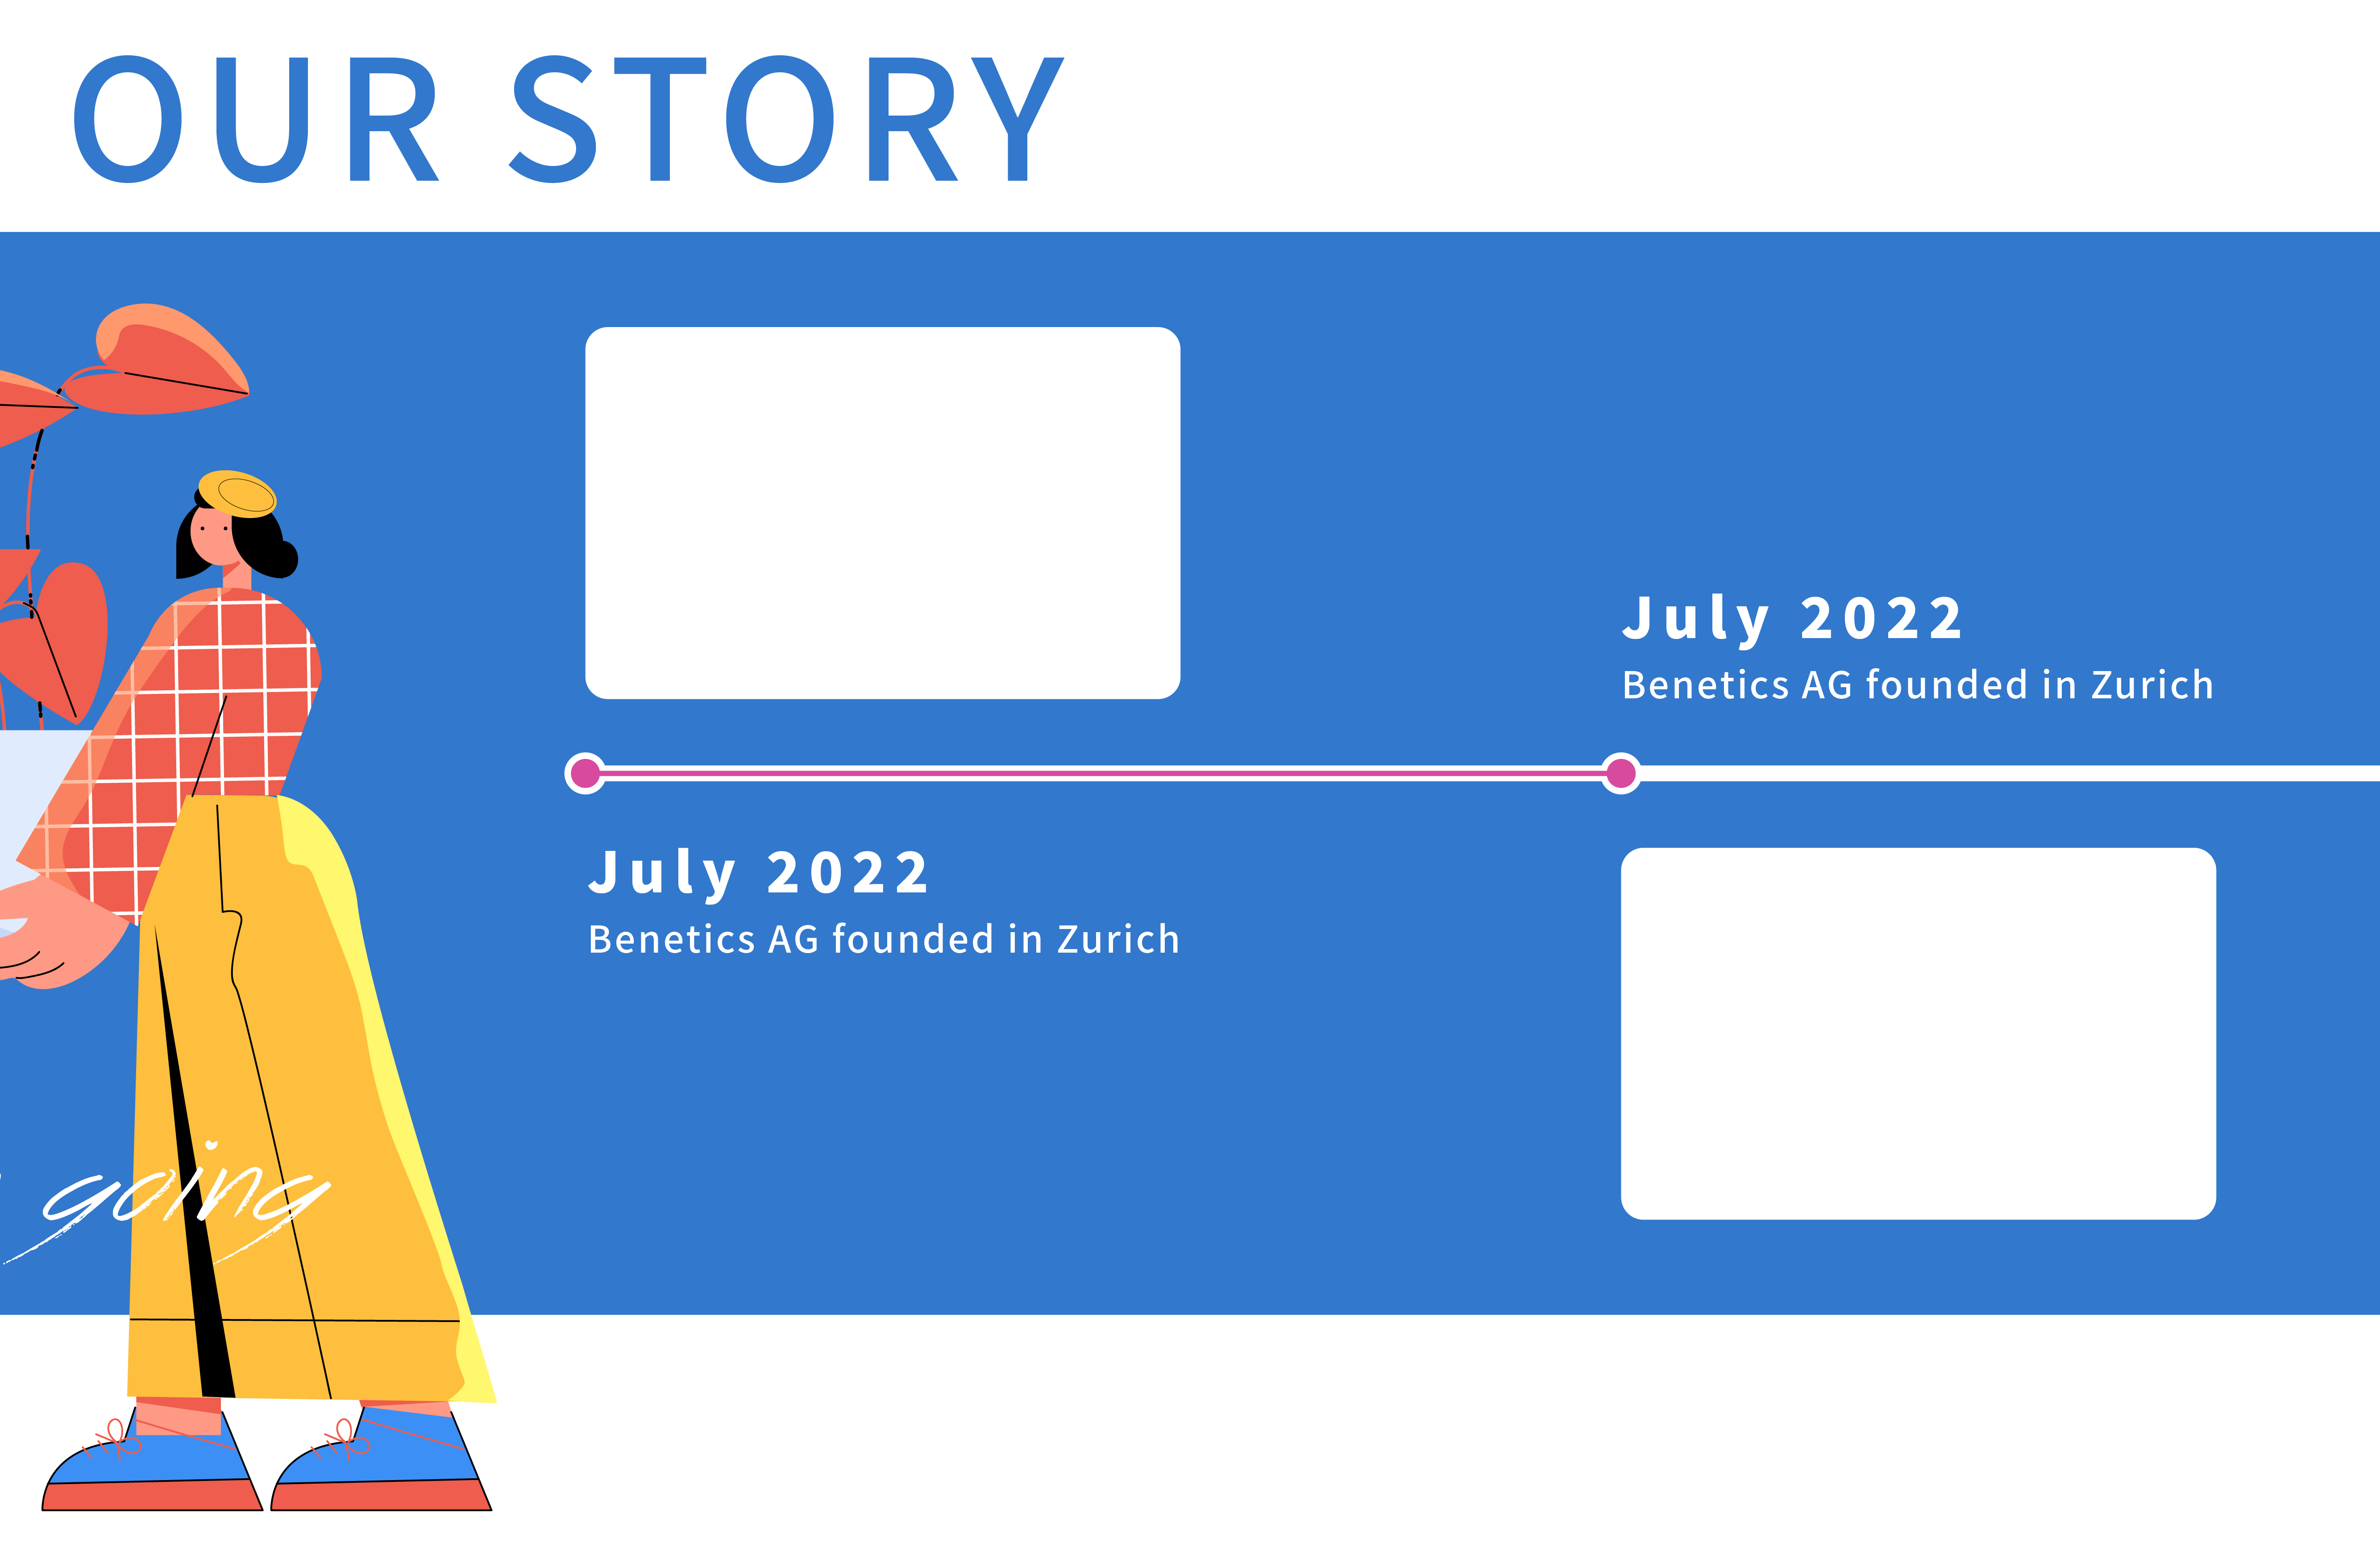 OUR STORY
July 2022
Benetics AG founded in Zurich
July 2022
Benetics AG founded in Zurich
going